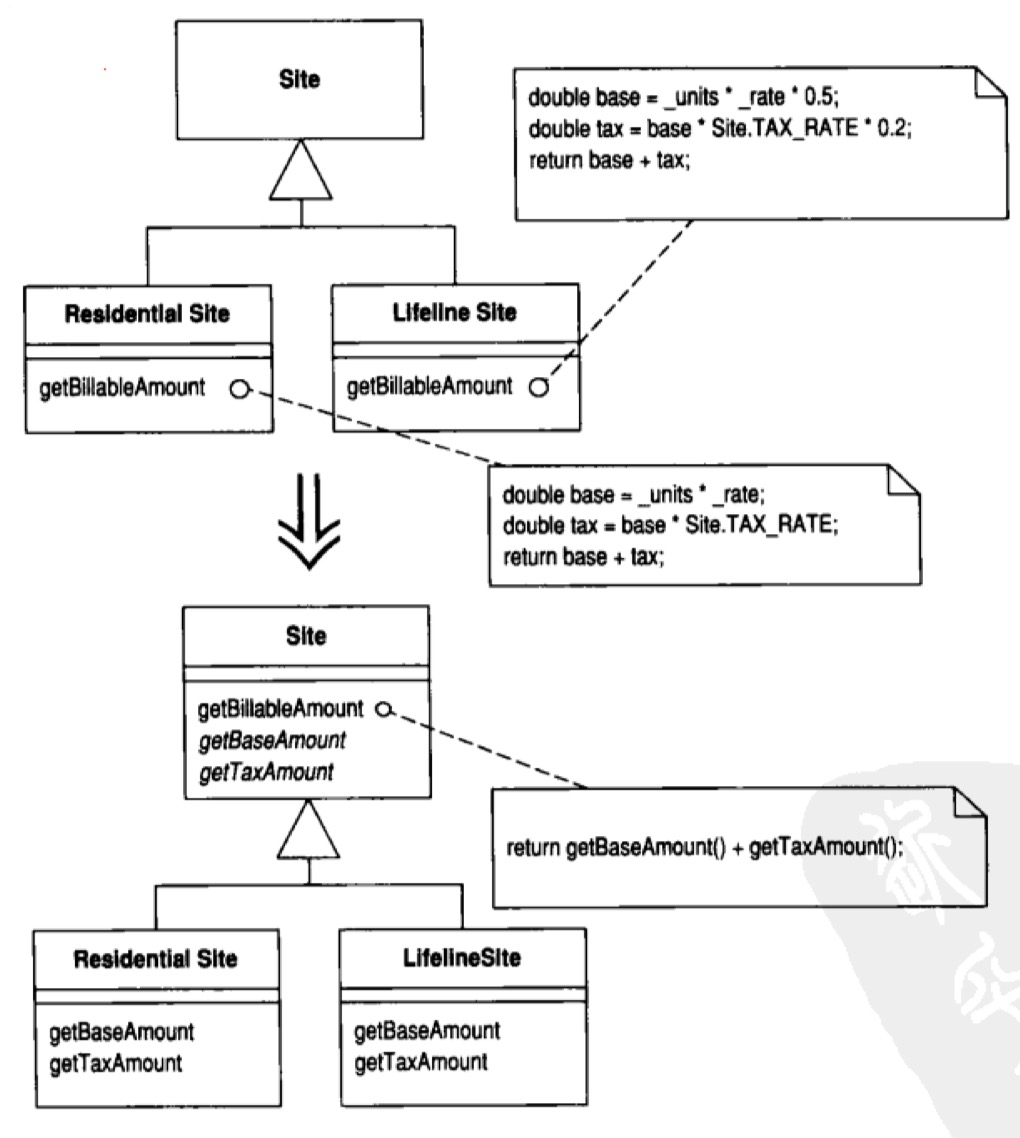 Site
double base = _units * _rate * 0.5;
double tax = base * Site.TAX_RATE * 0.2;
return base + tax;
Residential Site
getBillableAmount
Lifeline Site
getBillableAmount
double base = _units * _rate;
double tax = base * Site.TAX_RATE;
return base + tax;
Site
getBillableAmount
getBaseAmount
getTaxAmount
return getBaseAmount() + getTaxAmount();
Residential Site
getBaseAmount
getTaxAmount
LifelineSite
getBaseAmount
getTaxAmount